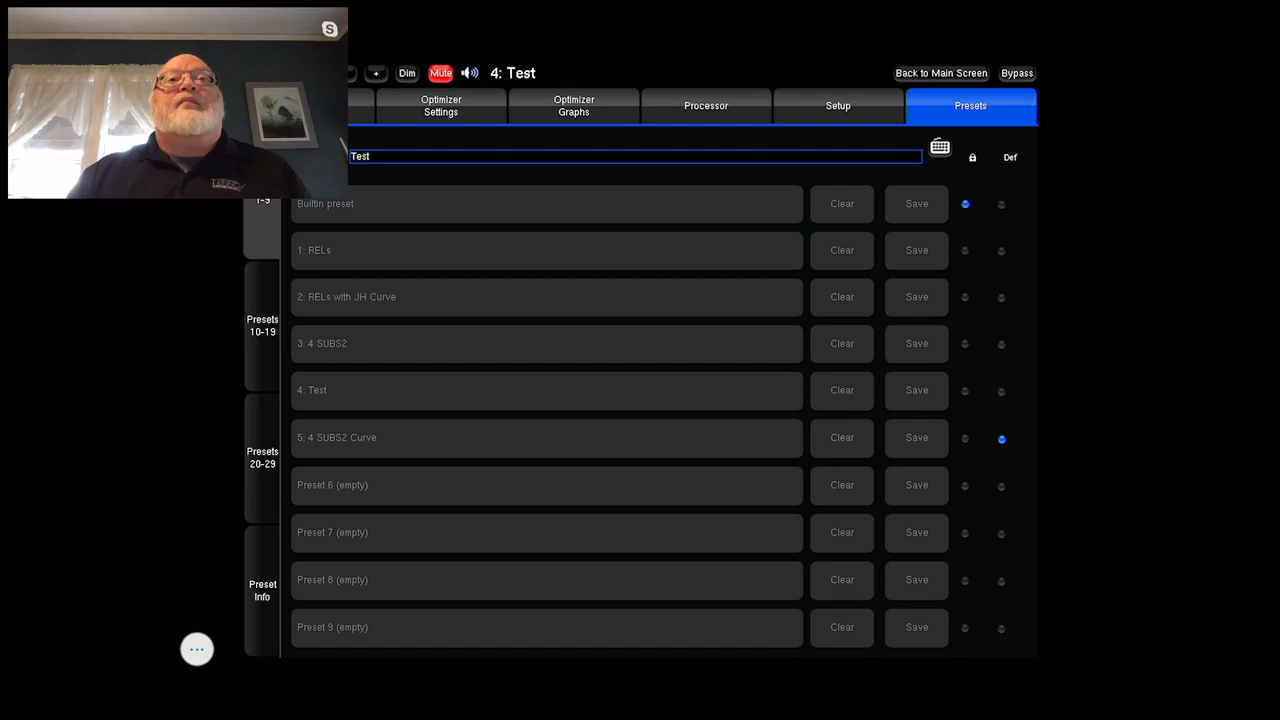 +
Dim
Mute
4: Test
Back to Main Screen
Bypass
Optimizer
Settings
Optimizer
Graphs
Processor
Setup
Presets
Test
Def
1-9
Builtin preset
Clear
Save
1: RELs
Clear
Save
2: RELs with JH Curve
Clear
Save
Presets
10-19
3: 4 SUBS2
Clear
Save
4: Test
Clear
Save
5: 4 SUBS2 Curve
Clear
Save
Presets
20-29
Preset 6 (empty)
Clear
Save
Preset 7 (empty)
Clear
Save
Preset 8 (empty)
Clear
Save
Preset
Info
Preset 9 (empty)
Clear
Save